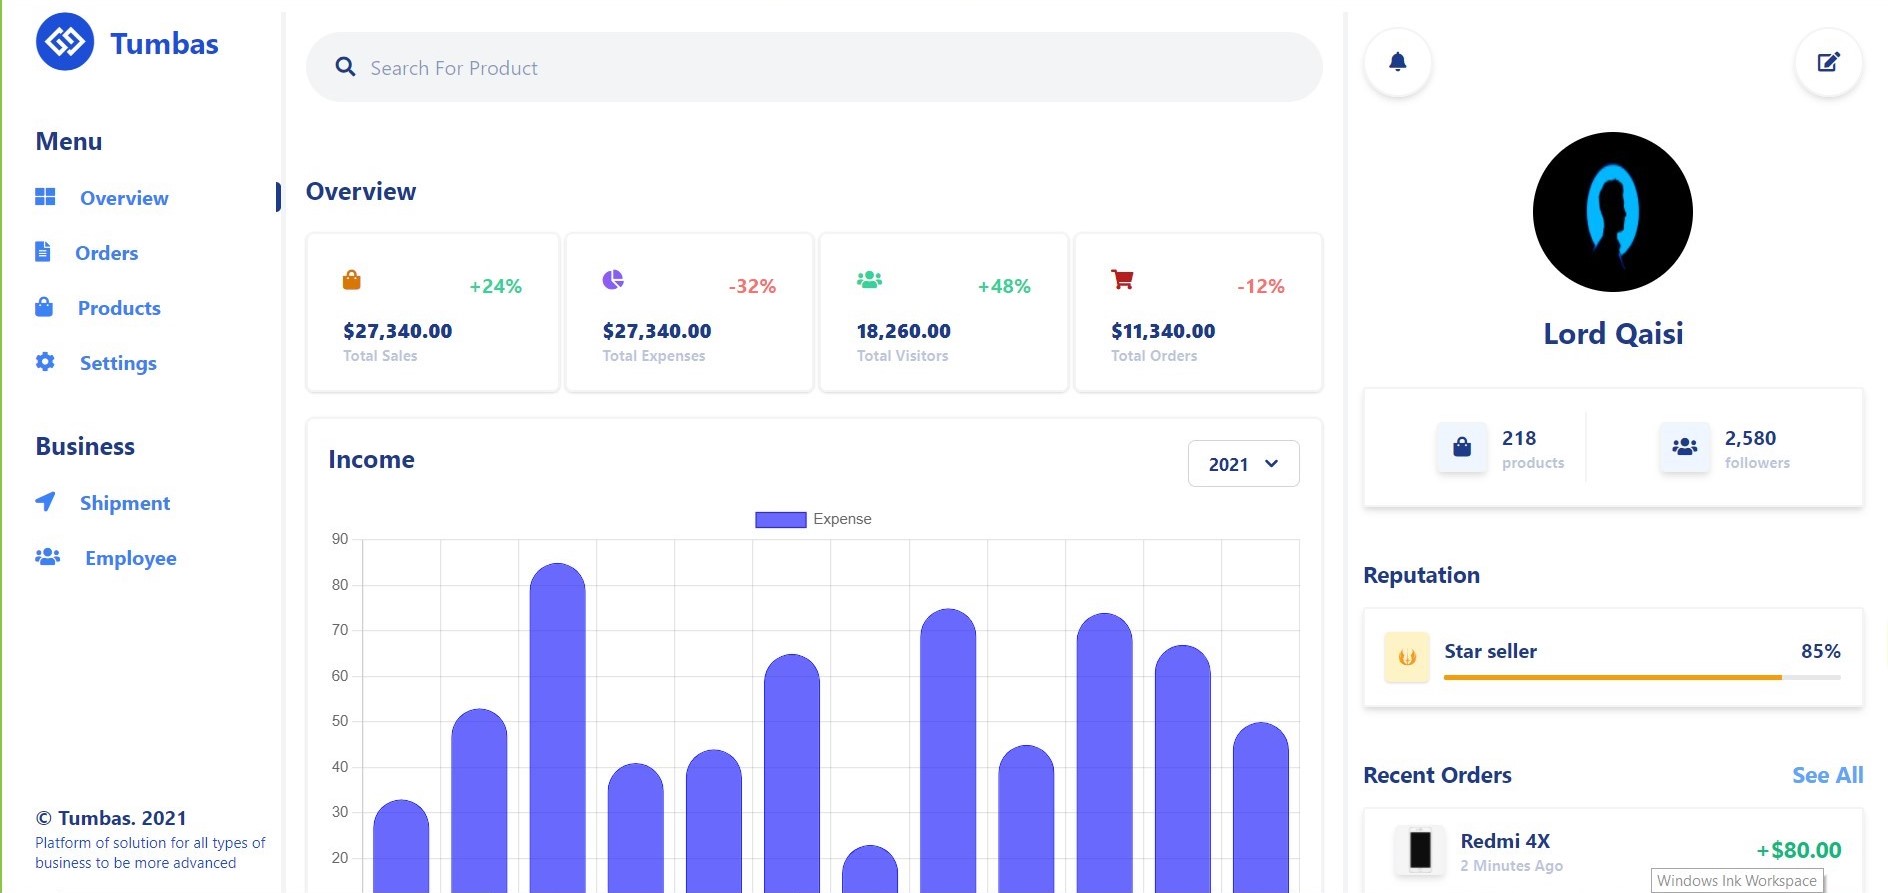 Tumbas
Menu
Overview
Orders
Products
Settings
Business
Shipment
Employee
© Tumbas. 2021
Platform of solution for all types of
business to be more advanced
Search For Product
Overview
+24%
$27,340.00
Total Sales
-32%
$27,340.00
Total Expenses
+48%
18,260.00
Total Visitors
-12%
$11,340.00
Total Orders
Income
2021
Expense
90
80
70
60
50
40
30
20
Lord Qaisi
218
products
2,580
followers
Reputation
Star seller 85%
Recent Orders See All
Redmi 4X
2 Minutes Ago
+$80.00
Windows Ink Workspace